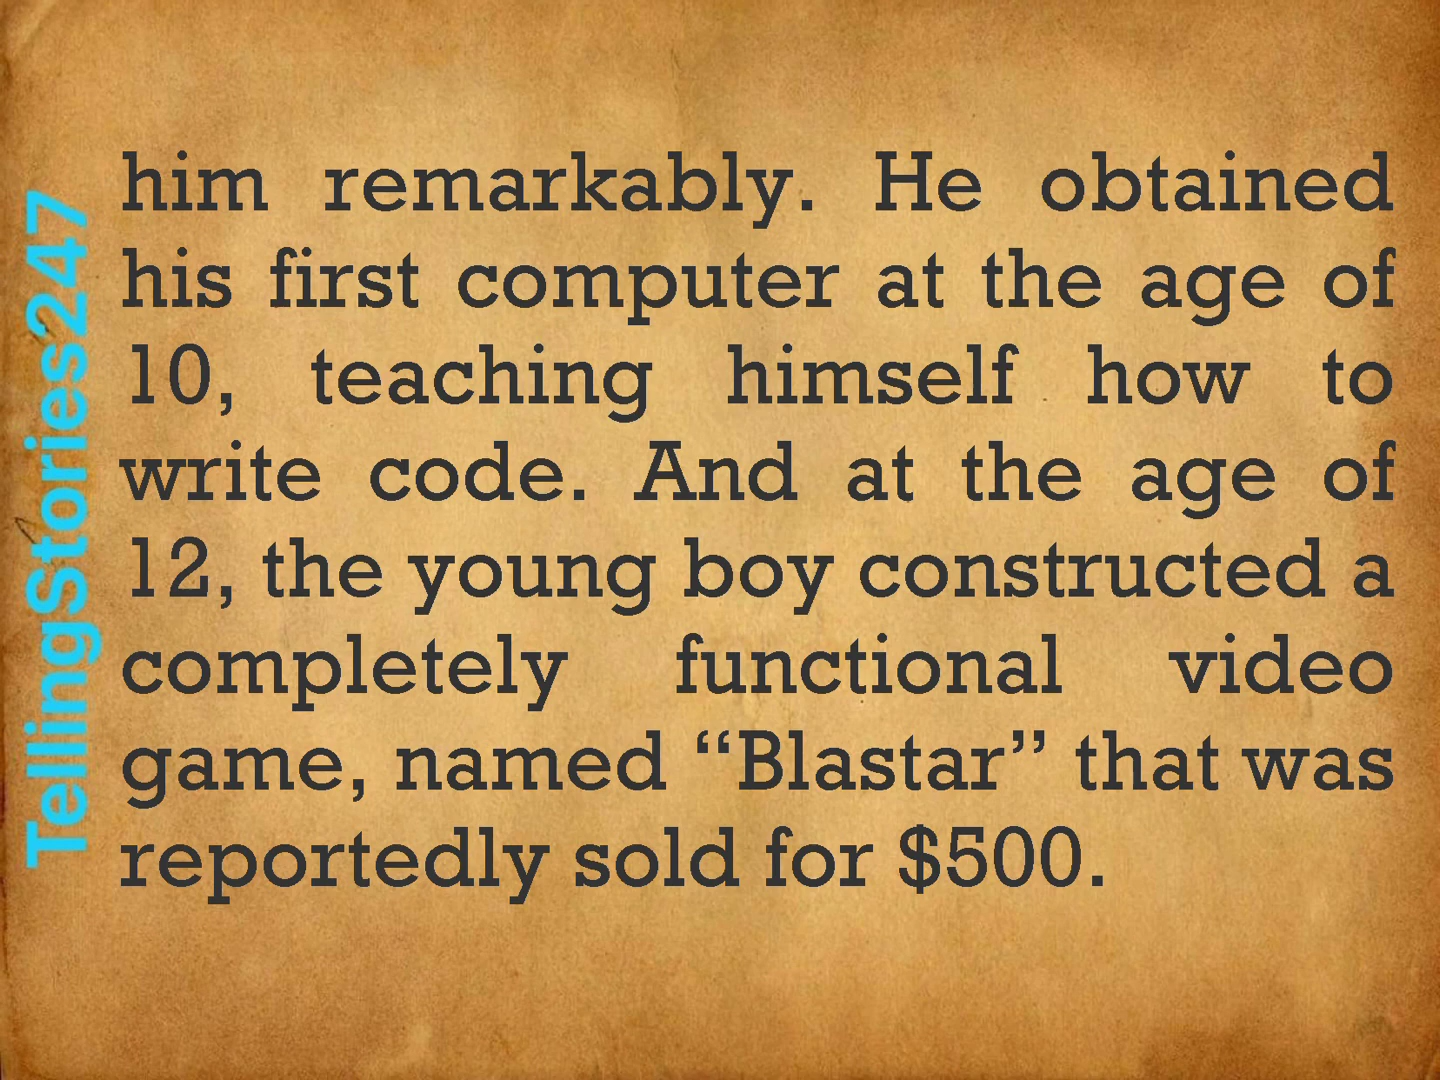 him remarkably. He obtained
his first computer at the age of
10, teaching himself how to
write code. And at the age of
12, the young boy constructed a
completely functional video
game, named “Blastar” that was
reportedly sold for $500.
TellingStories247